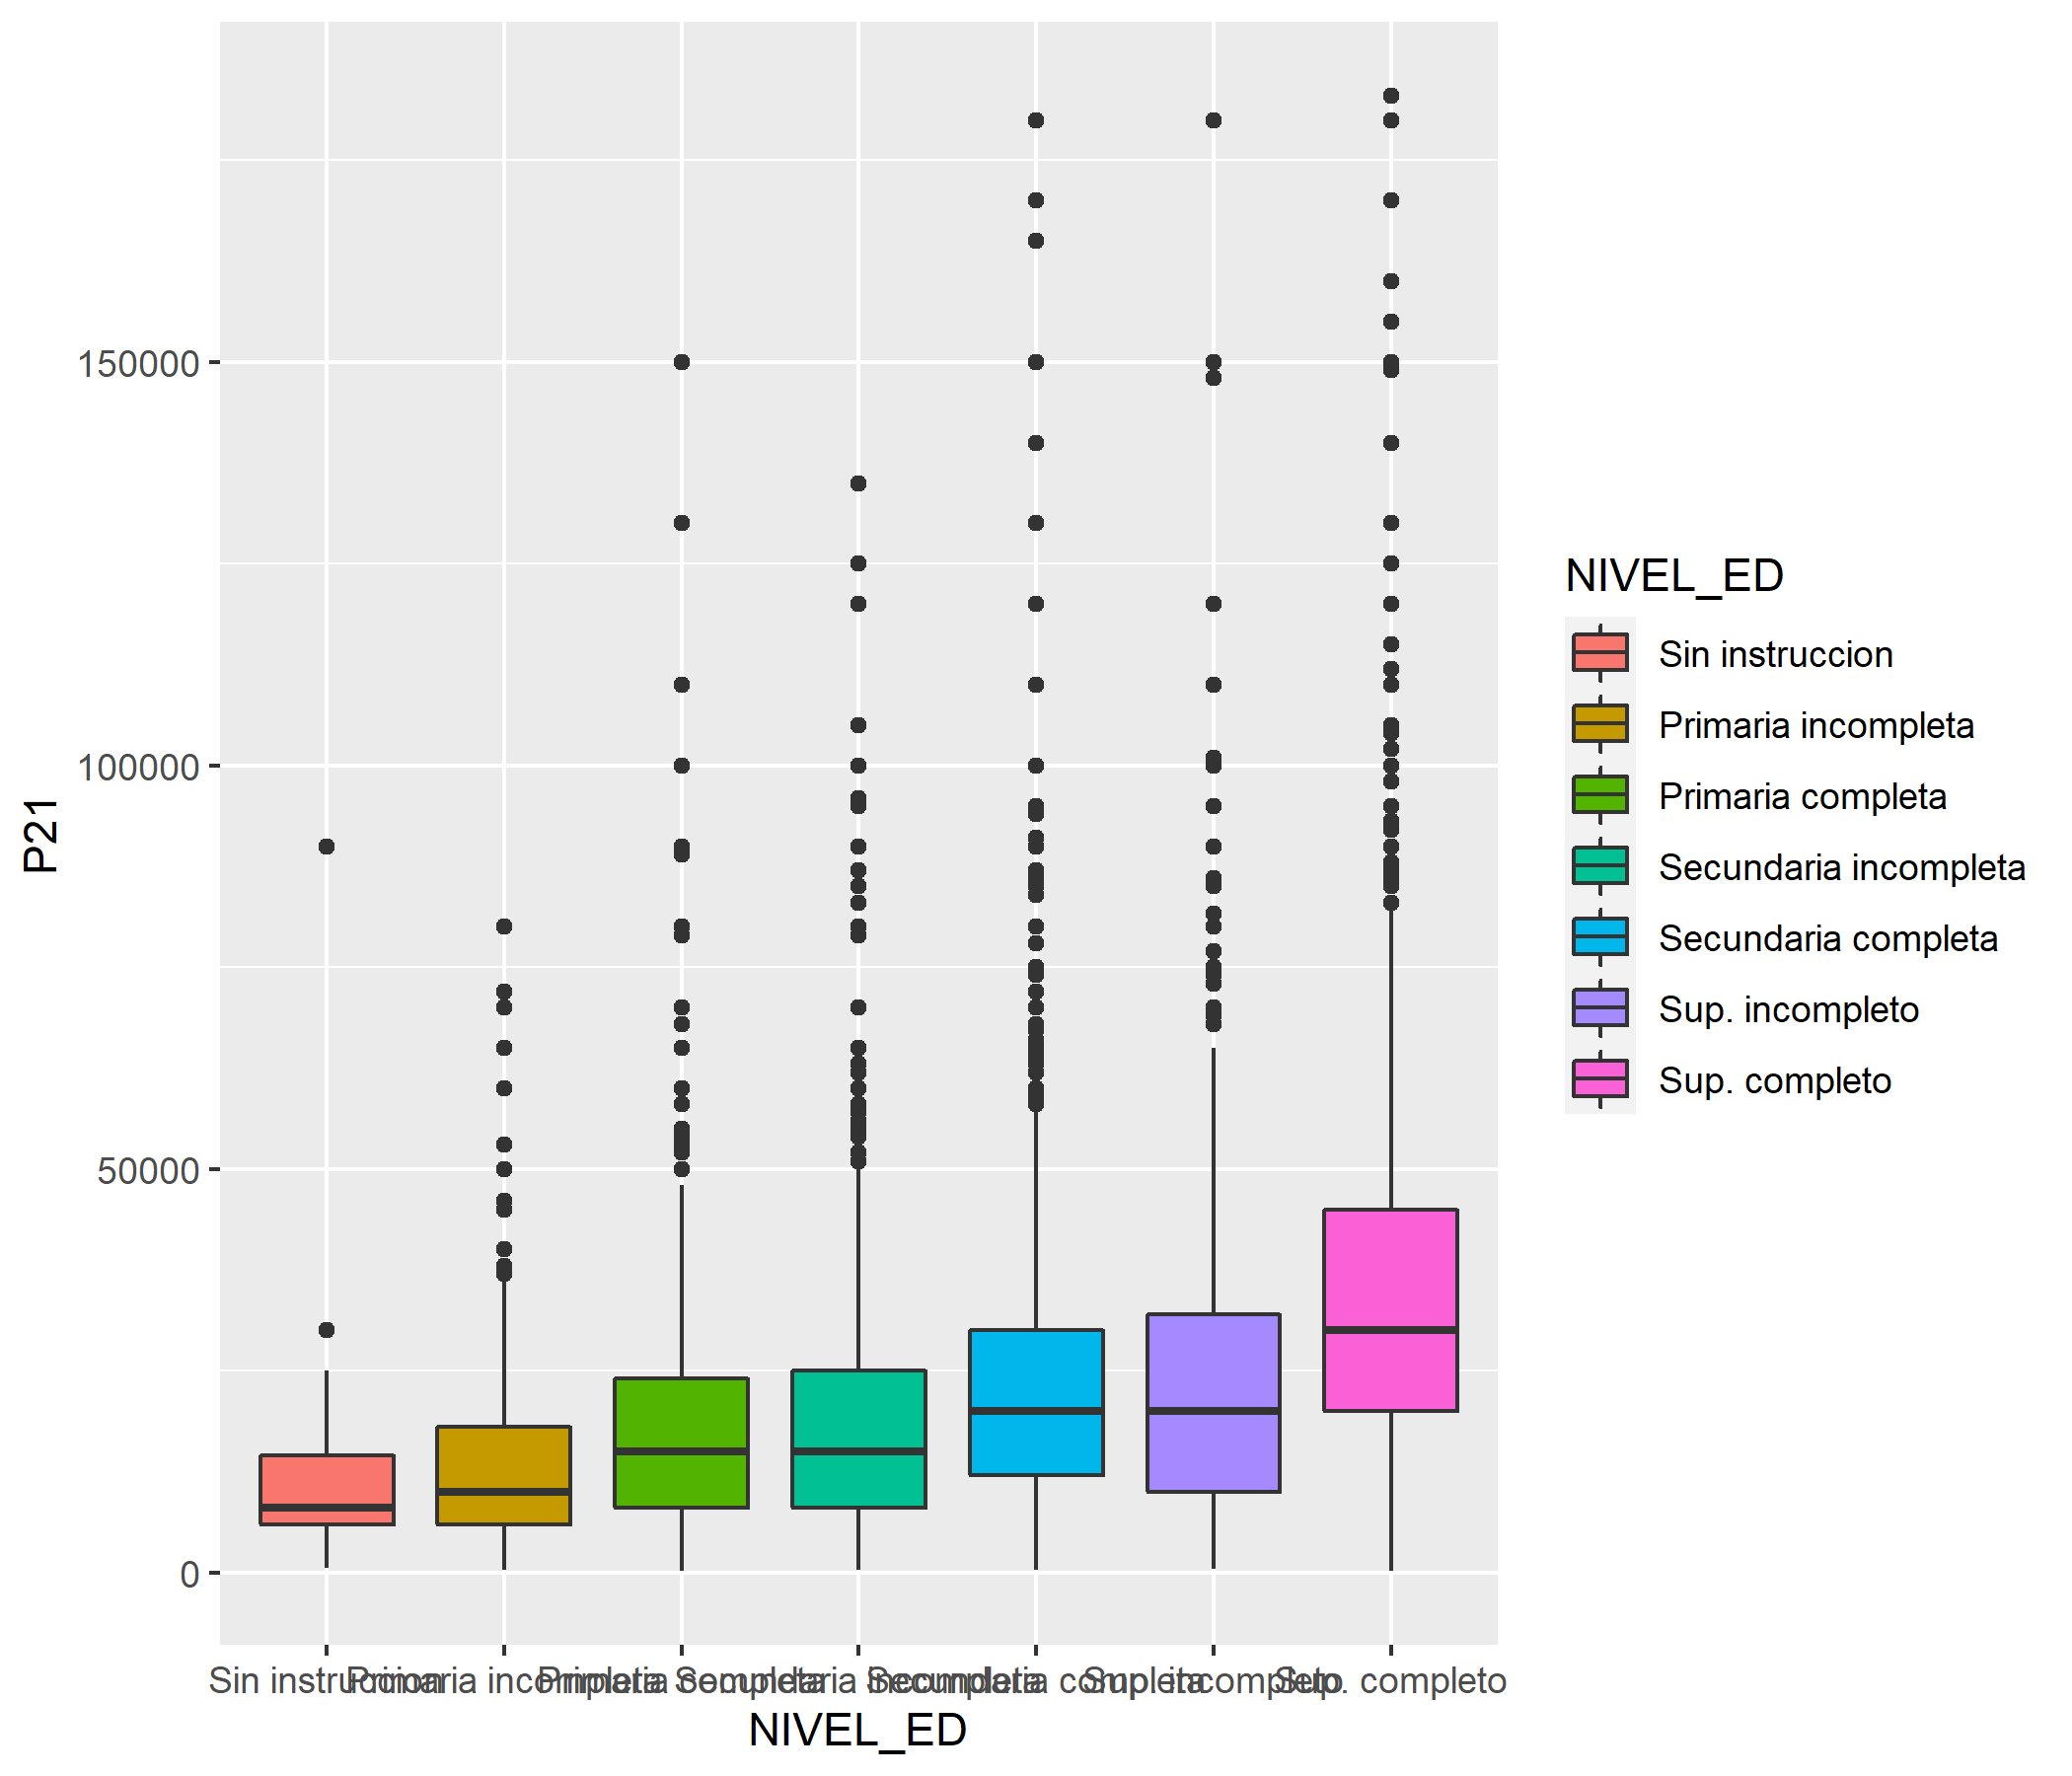 150000
100000
50000
0
P21
Sin instruccion Primaria incompleta Primaria completa Secundaria incompleta Secundaria completa Sup. incompleto Sup. completo
NIVEL_ED
NIVEL_ED
Sin instruccion
Primaria incompleta
Primaria completa
Secundaria incompleta
Secundaria completa
Sup. incompleto
Sup. completo